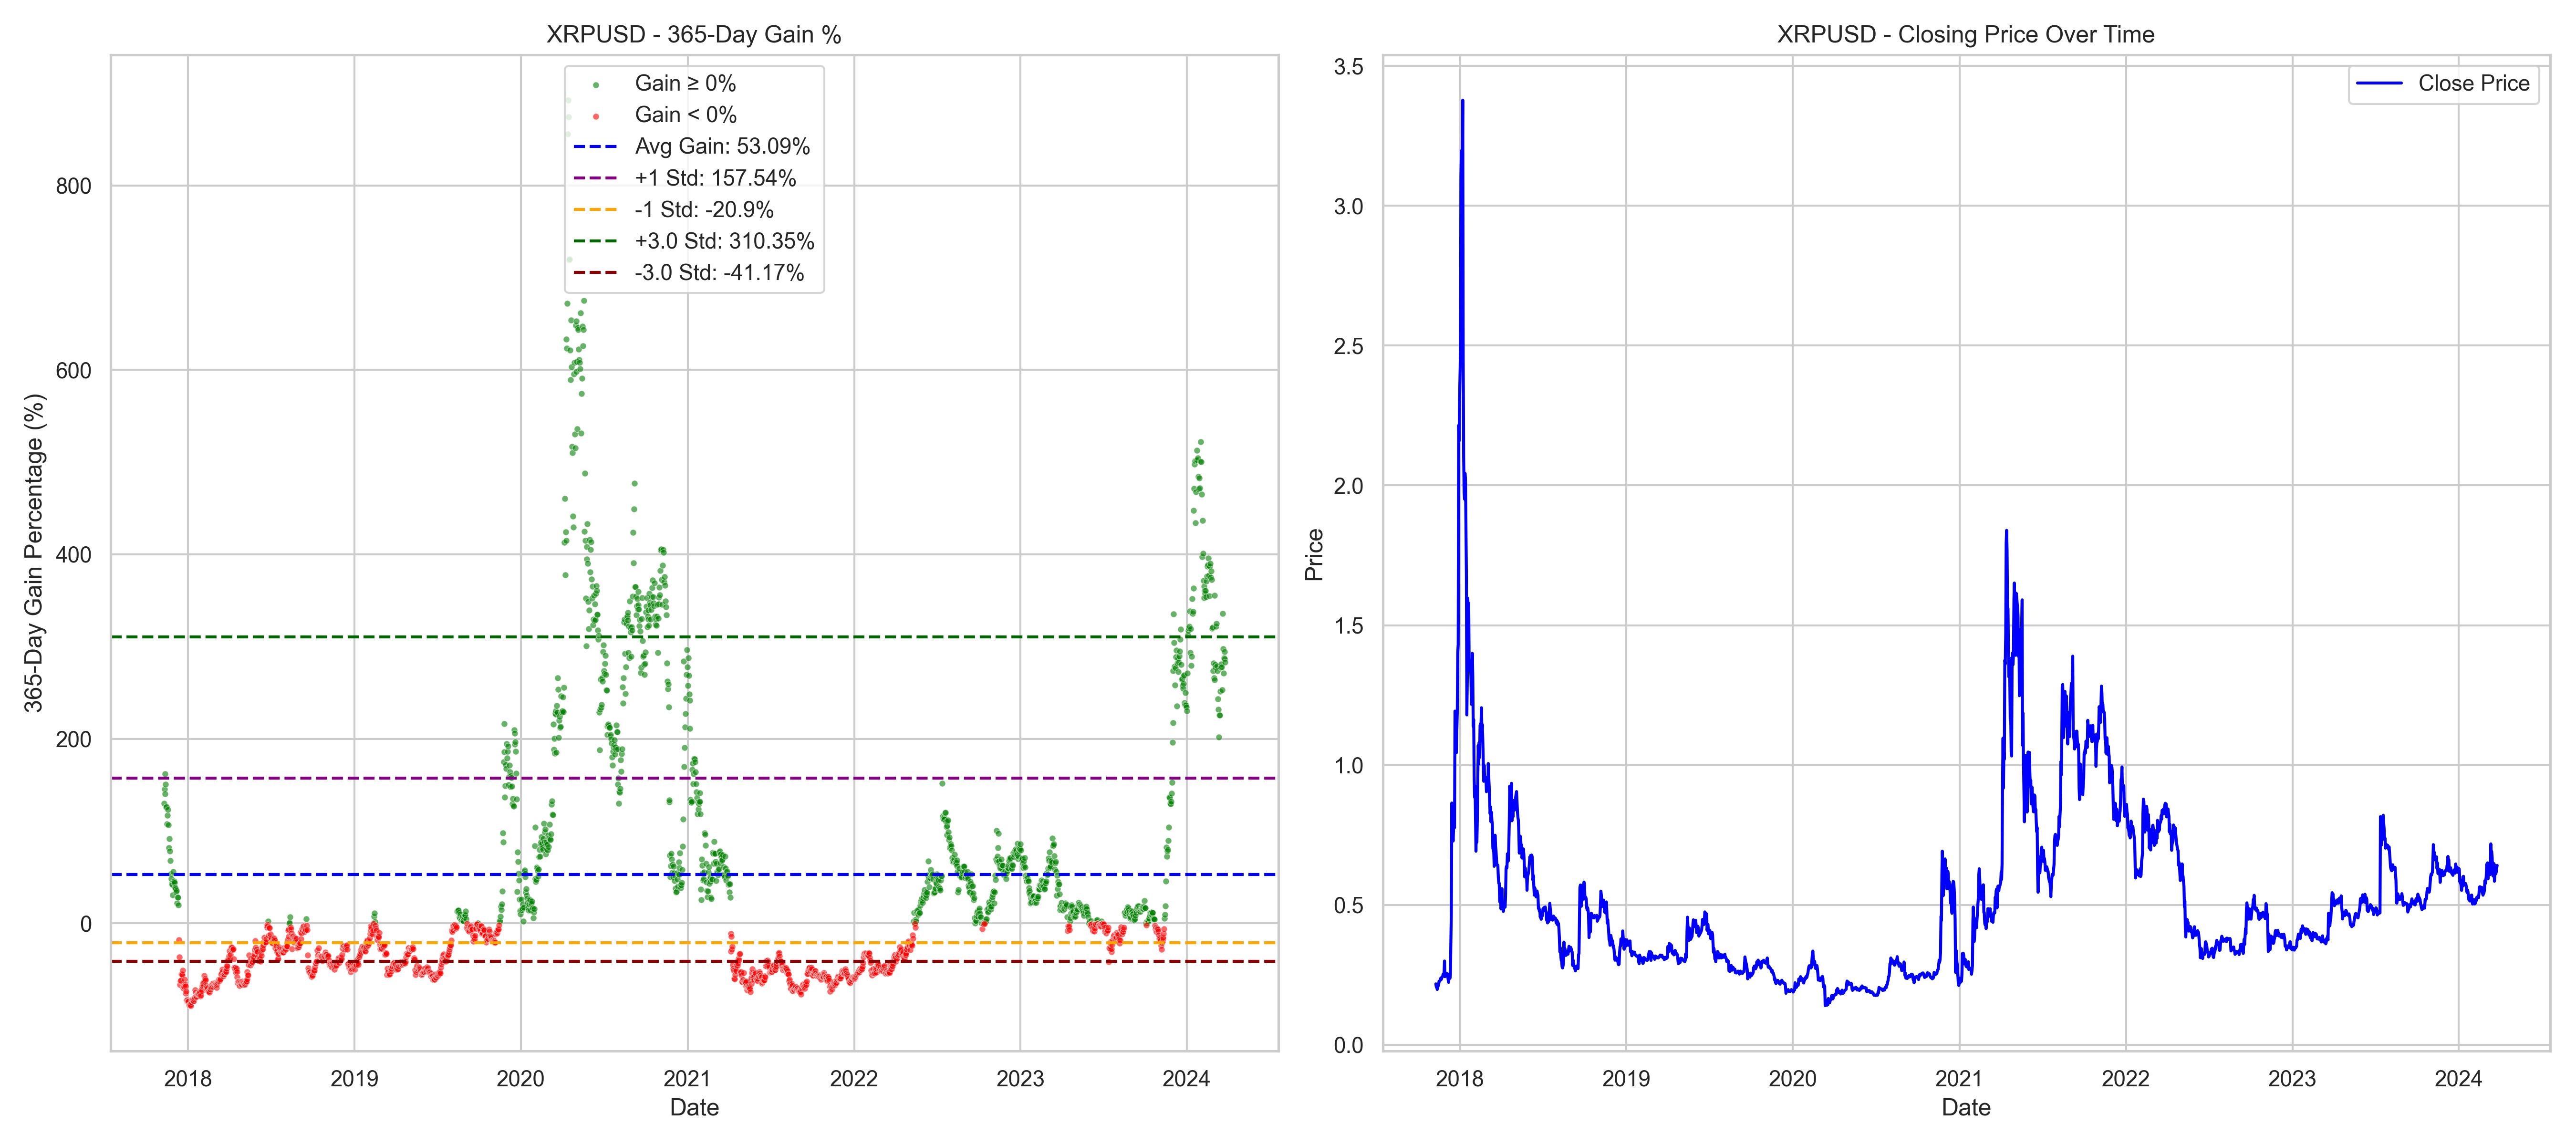 XRPUSD - 365-Day Gain %
Gain ≥ 0%
Gain < 0%
Avg Gain: 53.09%
+1 Std: 157.54%
-1 Std: -20.9%
+3.0 Std: 310.35%
-3.0 Std: -41.17%
365-Day Gain Percentage (%)
800
600
400
200
0
2018 2019 2020 2021 2022 2023 2024
Date
XRPUSD - Closing Price Over Time
Close Price
Price
3.5
3.0
2.5
2.0
1.5
1.0
0.5
0.0
2018 2019 2020 2021 2022 2023 2024
Date